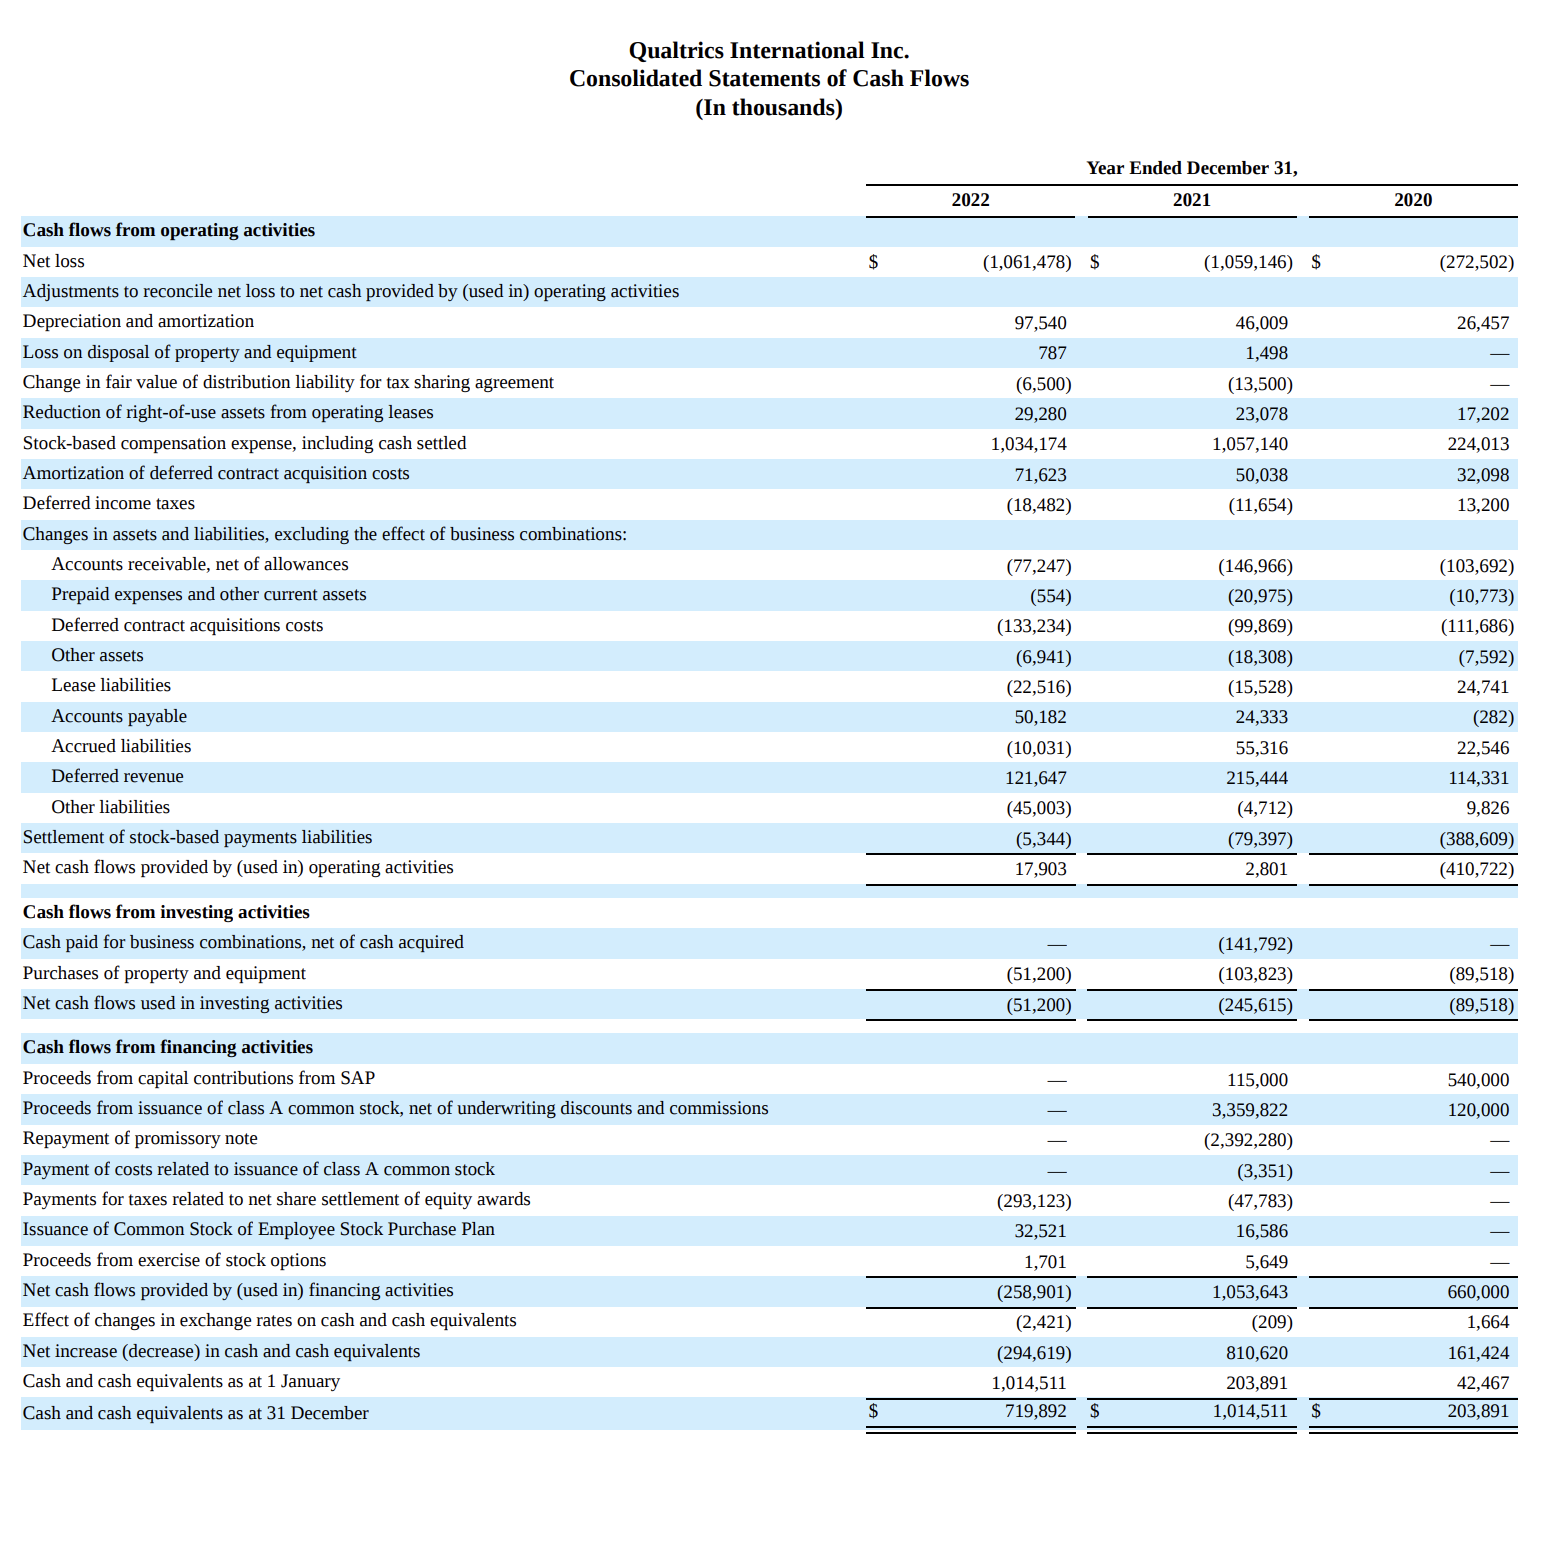 Qualtrics International Inc.
Consolidated Statements of Cash Flows
(In thousands)
Year Ended December 31,
2022 2021 2020
Cash flows from operating activities
Net loss $ (1,061,478) $ (1,059,146) $ (272,502)
Adjustments to reconcile net loss to net cash provided by (used in) operating activities
Depreciation and amortization 97,540 46,009 26,457
Loss on disposal of property and equipment 787 1,498 —
Change in fair value of distribution liability for tax sharing agreement (6,500) (13,500) —
Reduction of right-of-use assets from operating leases 29,280 23,078 17,202
Stock-based compensation expense, including cash settled 1,034,174 1,057,140 224,013
Amortization of deferred contract acquisition costs 71,623 50,038 32,098
Deferred income taxes (18,482) (11,654) 13,200
Changes in assets and liabilities, excluding the effect of business combinations:
Accounts receivable, net of allowances (77,247) (146,966) (103,692)
Prepaid expenses and other current assets (554) (20,975) (10,773)
Deferred contract acquisitions costs (133,234) (99,869) (111,686)
Other assets (6,941) (18,308) (7,592)
Lease liabilities (22,516) (15,528) 24,741
Accounts payable 50,182 24,333 (282)
Accrued liabilities (10,031) 55,316 22,546
Deferred revenue 121,647 215,444 114,331
Other liabilities (45,003) (4,712) 9,826
Settlement of stock-based payments liabilities (5,344) (79,397) (388,609)
Net cash flows provided by (used in) operating activities 17,903 2,801 (410,722)
Cash flows from investing activities
Cash paid for business combinations, net of cash acquired — (141,792) —
Purchases of property and equipment (51,200) (103,823) (89,518)
Net cash flows used in investing activities (51,200) (245,615) (89,518)
Cash flows from financing activities
Proceeds from capital contributions from SAP — 115,000 540,000
Proceeds from issuance of class A common stock, net of underwriting discounts and commissions — 3,359,822 120,000
Repayment of promissory note — (2,392,280) —
Payment of costs related to issuance of class A common stock — (3,351) —
Payments for taxes related to net share settlement of equity awards (293,123) (47,783) —
Issuance of Common Stock of Employee Stock Purchase Plan 32,521 16,586 —
Proceeds from exercise of stock options 1,701 5,649 —
Net cash flows provided by (used in) financing activities (258,901) 1,053,643 660,000
Effect of changes in exchange rates on cash and cash equivalents (2,421) (209) 1,664
Net increase (decrease) in cash and cash equivalents (294,619) 810,620 161,424
Cash and cash equivalents as at 1 January 1,014,511 203,891 42,467
Cash and cash equivalents as at 31 December $ 719,892 $ 1,014,511 $ 203,891